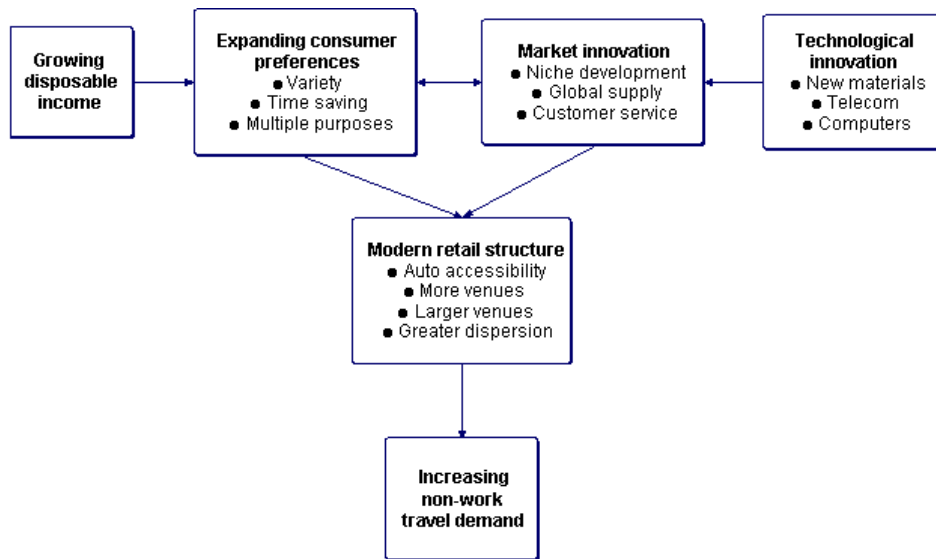 Growing
disposable
income
Expanding consumer
preferences
● Variety
● Time saving
● Multiple purposes
Market innovation
● Niche development
● Global supply
● Customer service
Technological
innovation
● New materials
● Telecom
● Computers
Modern retail structure
● Auto accessibility
● More venues
● Larger venues
● Greater dispersion
Increasing
non-work
travel demand